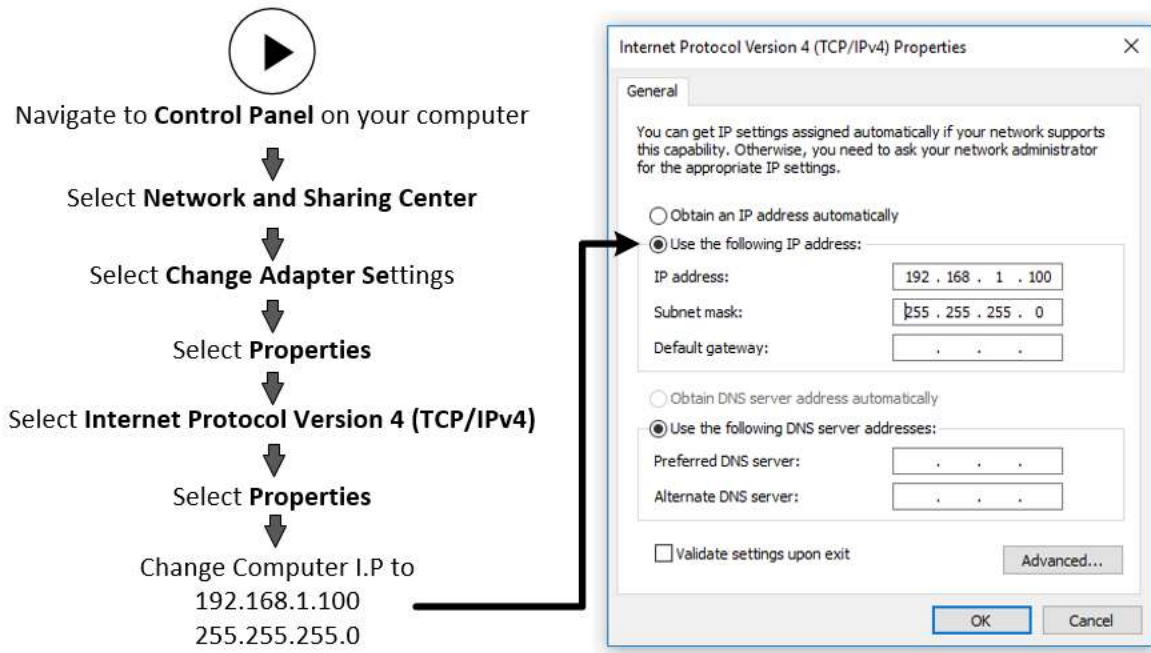 Navigate to Control Panel on your computer
Select Network and Sharing Center
Select Change Adapter Settings
Select Properties
Select Internet Protocol Version 4 (TCP/IPv4)
Select Properties
Change Computer I.P to
192.168.1.100
255.255.255.0
Internet Protocol Version 4 (TCP/IPv4) Properties
General
You can get IP settings assigned automatically if your network supports
this capability. Otherwise, you need to ask your network administrator
for the appropriate IP settings.
Obtain an IP address automatically
Use the following IP address:
IP address: 192 . 168 . 1 . 100
Subnet mask: 255 . 255 . 255 . 0
Default gateway: . . .
Obtain DNS server address automatically
Use the following DNS server addresses:
Preferred DNS server: . . .
Alternate DNS server: . . .
Validate settings upon exit
Advanced...
OK Cancel